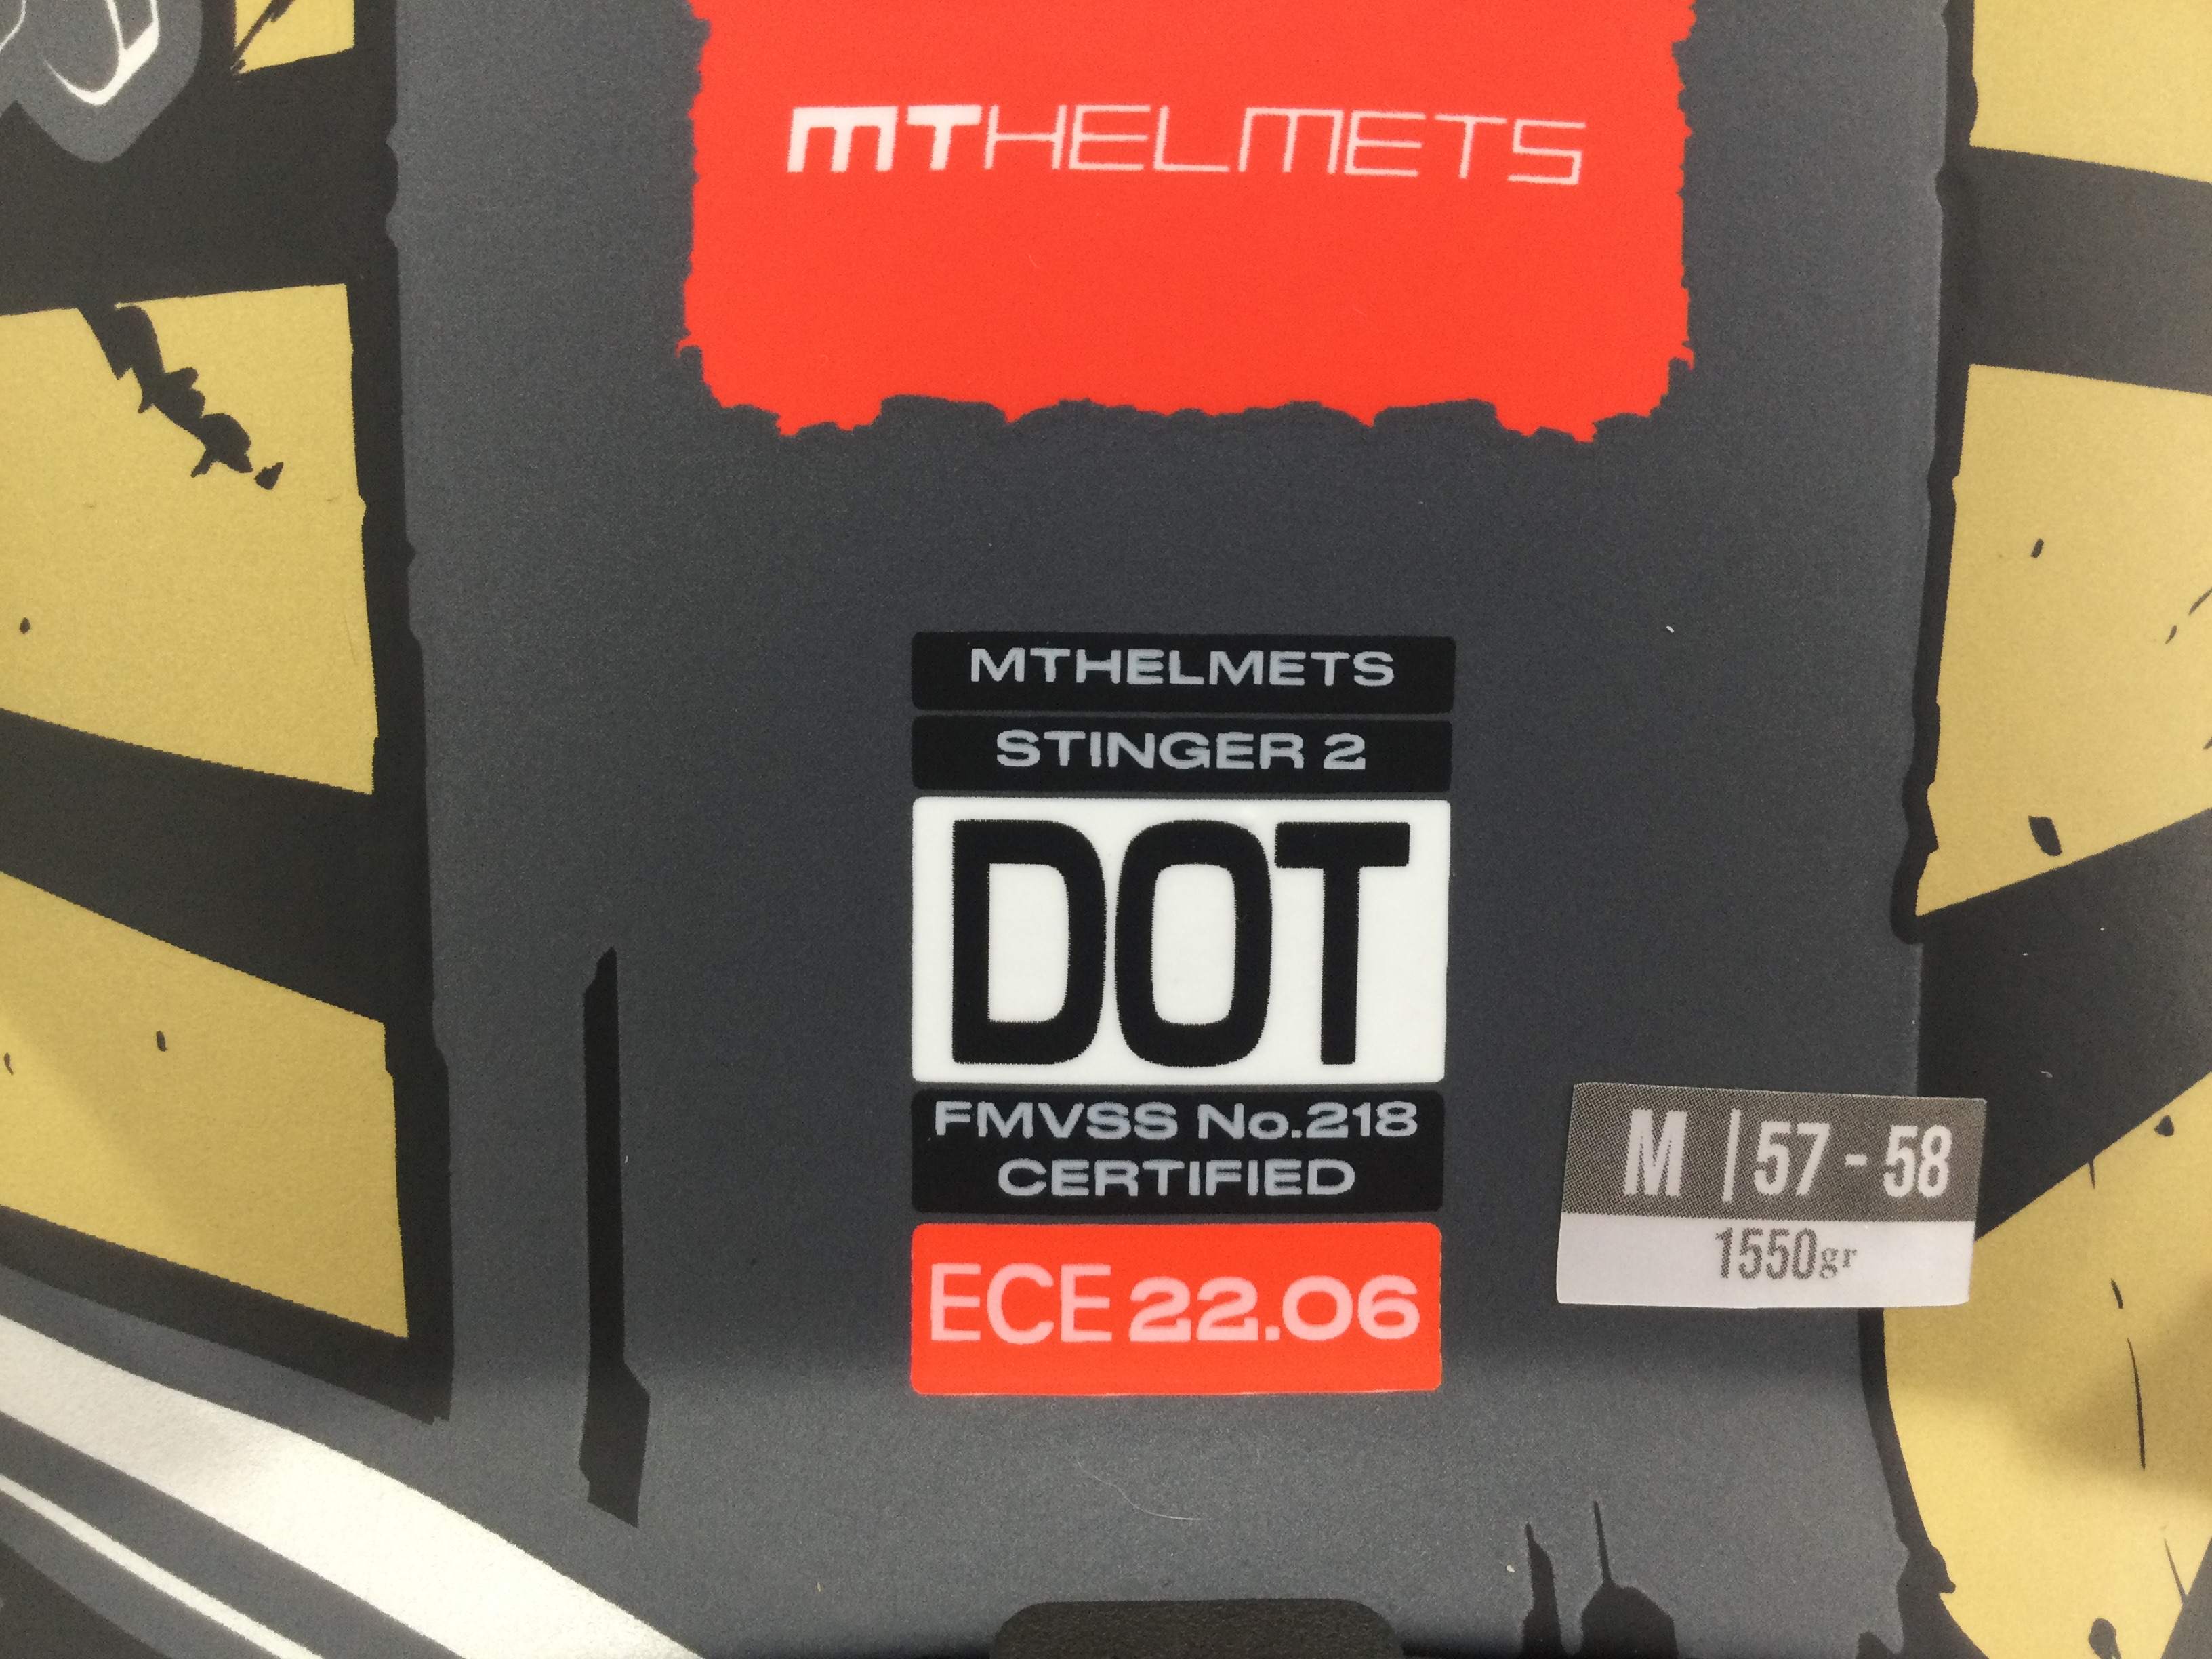 MTHELMETS
MTHELMETS
STINGER 2
DOT
FMVSS No.218
CERTIFIED
ECE 22.06
M | 57 - 58
1550gr